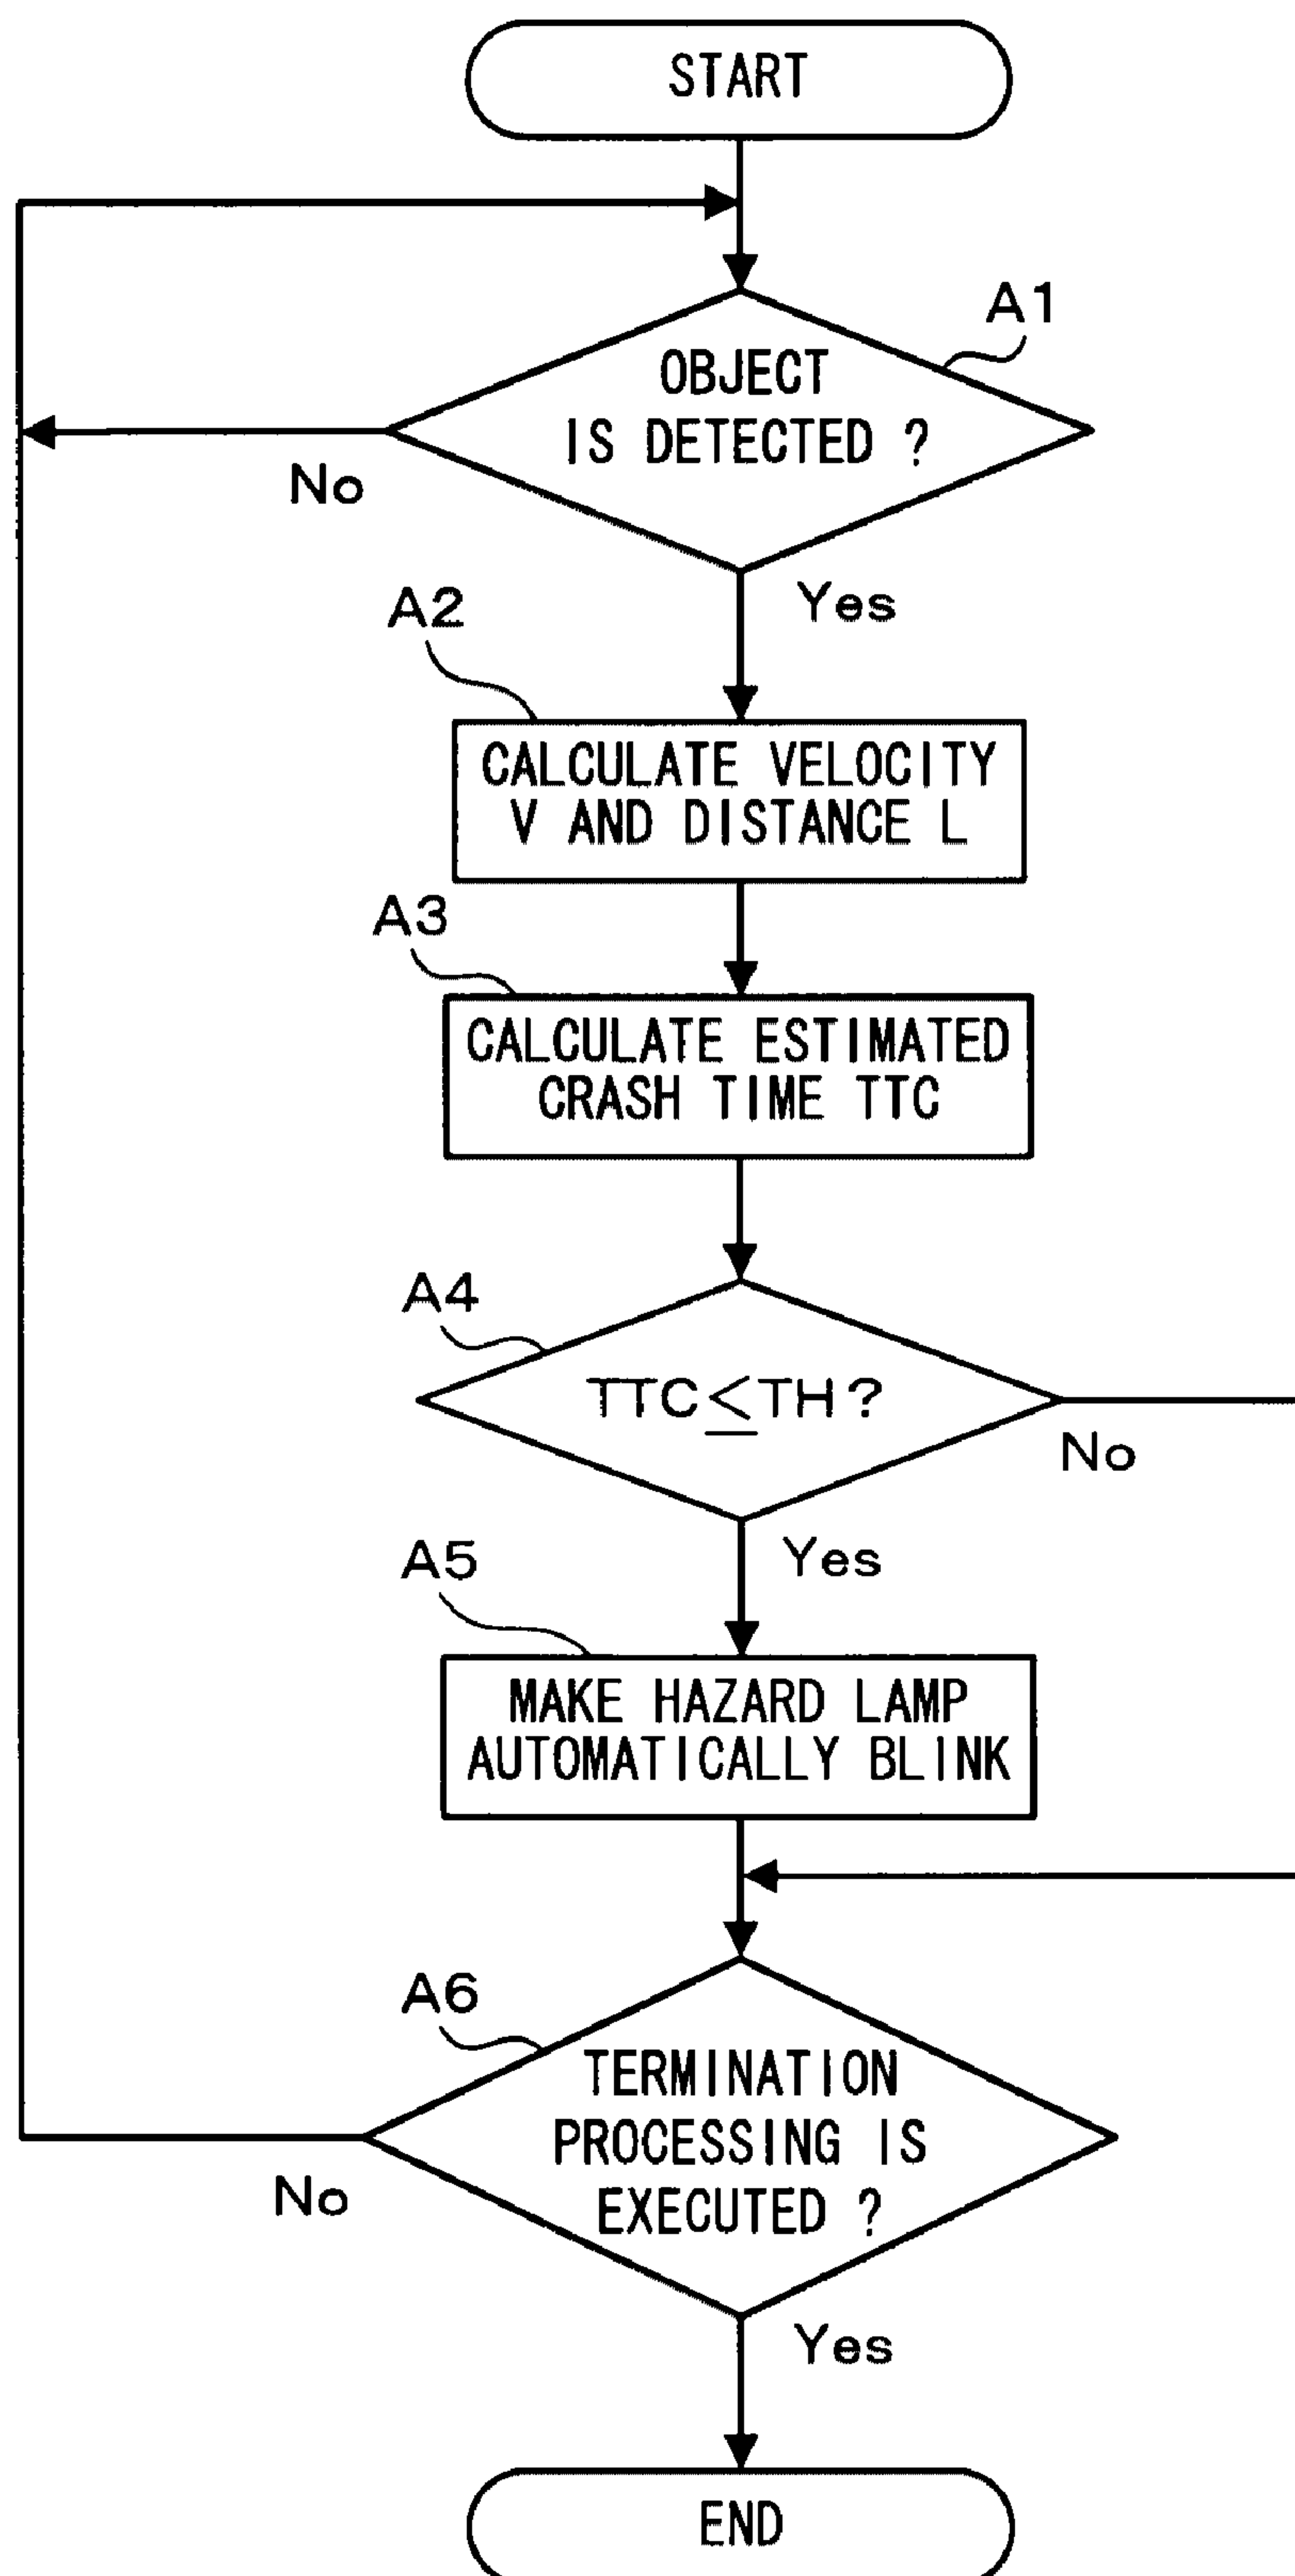 START
A1
OBJECT
IS DETECTED ?
No
Yes
A2
CALCULATE VELOCITY
V AND DISTANCE L
A3
CALCULATE ESTIMATED
CRASH TIME TTC
A4
TTC≤TH?
No
Yes
A5
MAKE HAZARD LAMP
AUTOMATICALLY BLINK
A6
TERMINATION
PROCESSING IS
EXECUTED ?
No
Yes
END